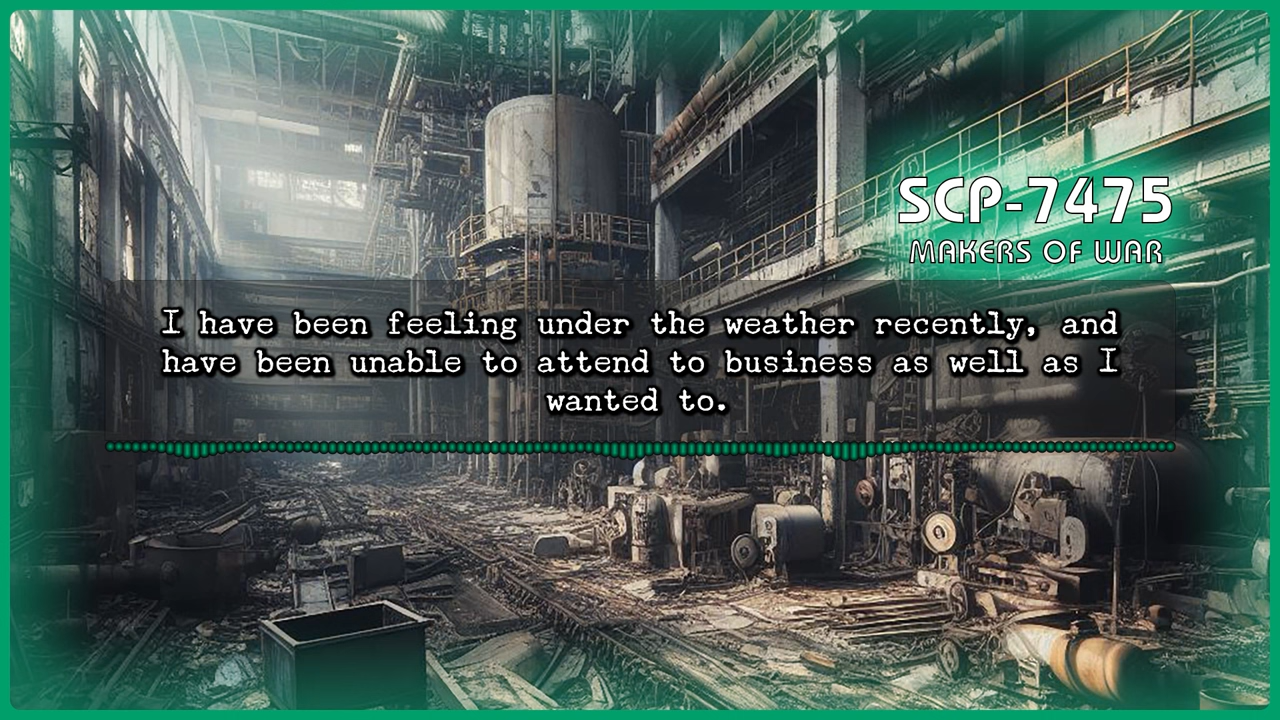 SCP-7475
MAKERS OF WAR
I have been feeling under the weather recently, and
have been unable to attend to business as well as I
wanted to.